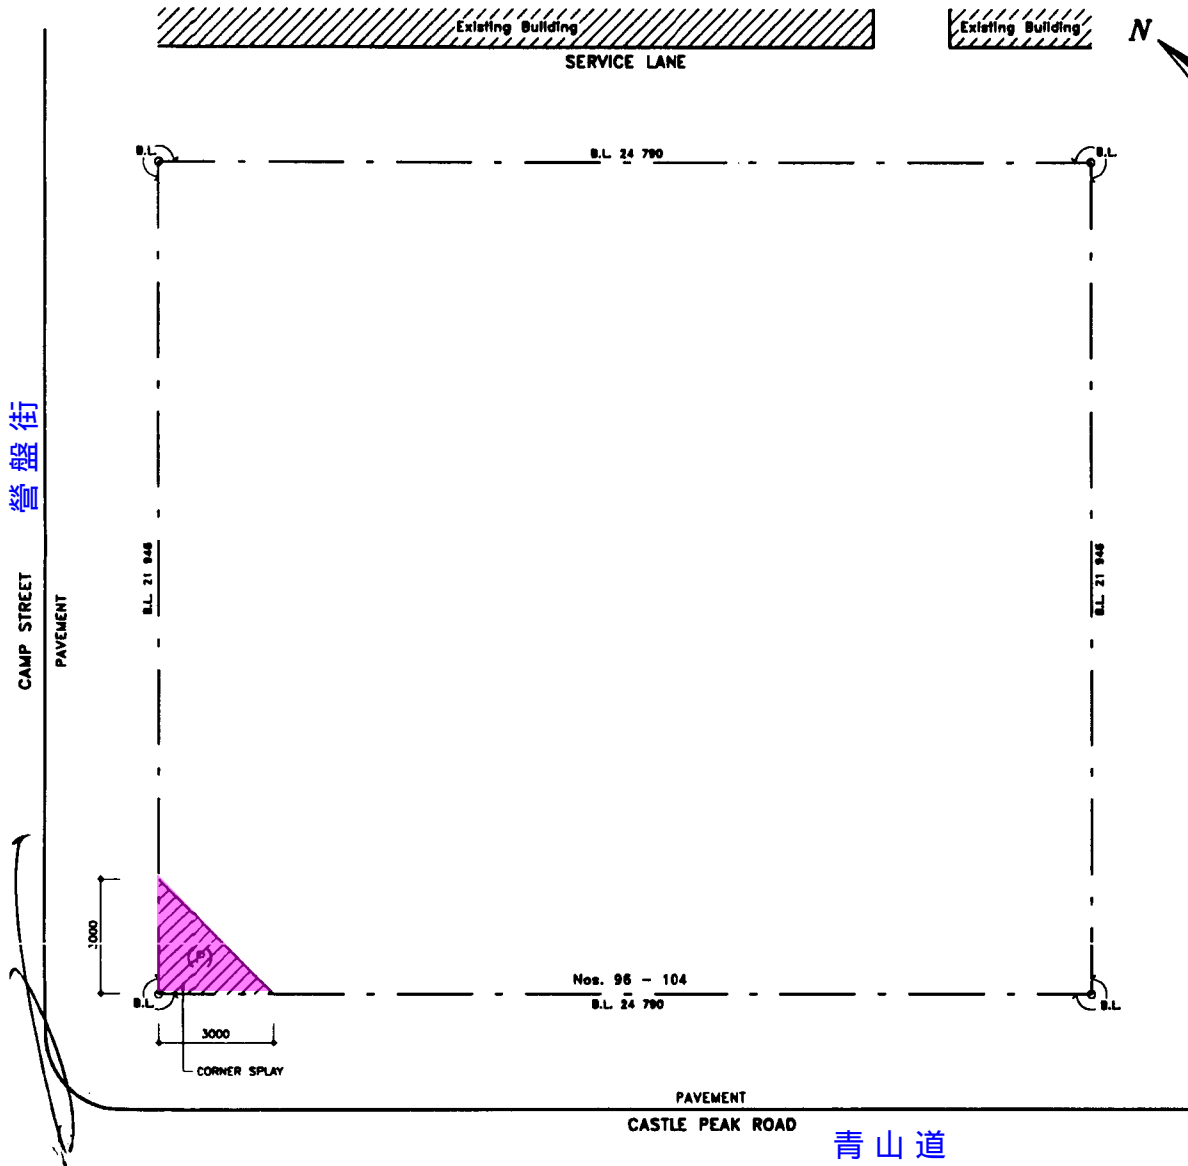 Existing Building
Existing Building
N
SERVICE LANE
B.L.
B.L. 24 790
B.L.
營盤街
CAMP STREET
PAVEMENT
B.L. 21 946
B.L. 21 946
3000
(P)
Nos. 96 - 104
B.L.
B.L. 24 790
B.L.
3000
CORNER SPLAY
PAVEMENT
CASTLE PEAK ROAD
青山道